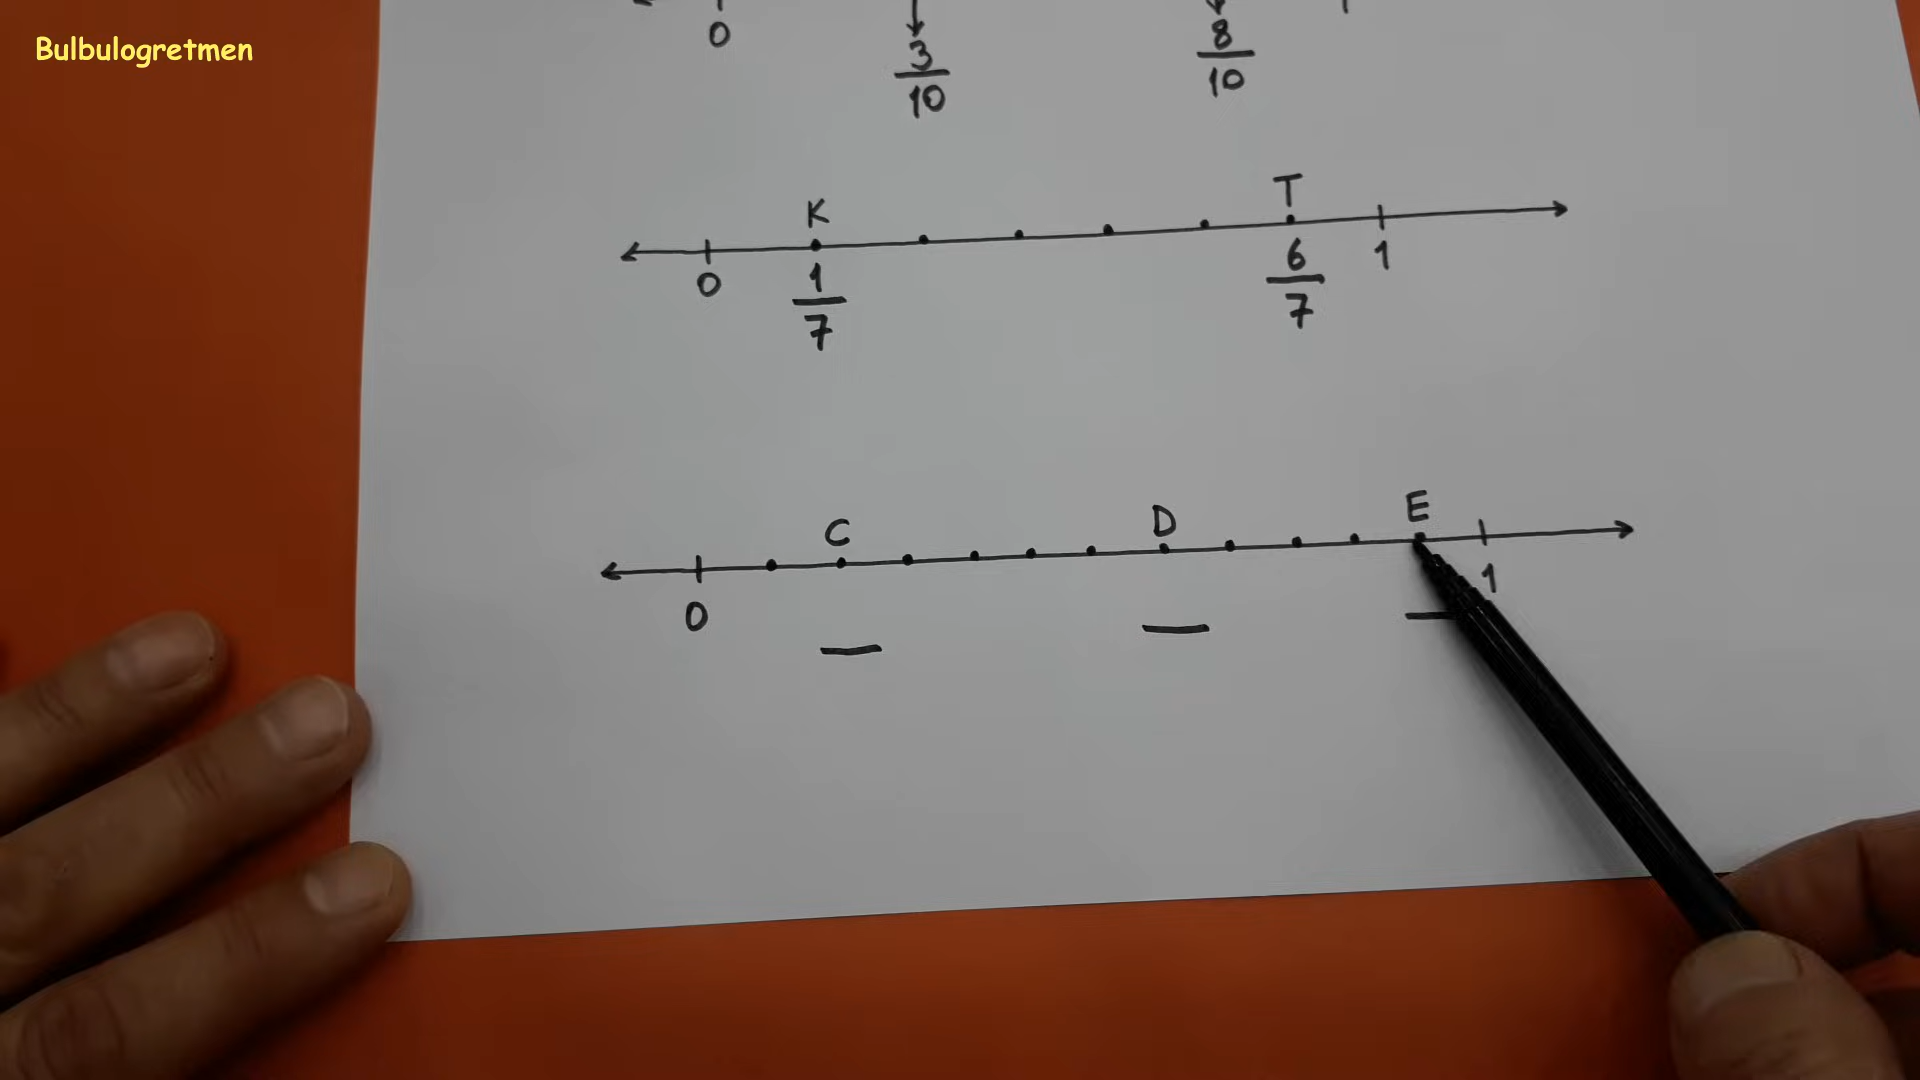 Bulbulogretmen
0 3/10 8/10
K T
0 1/7 6/7 1
C D E
0 1